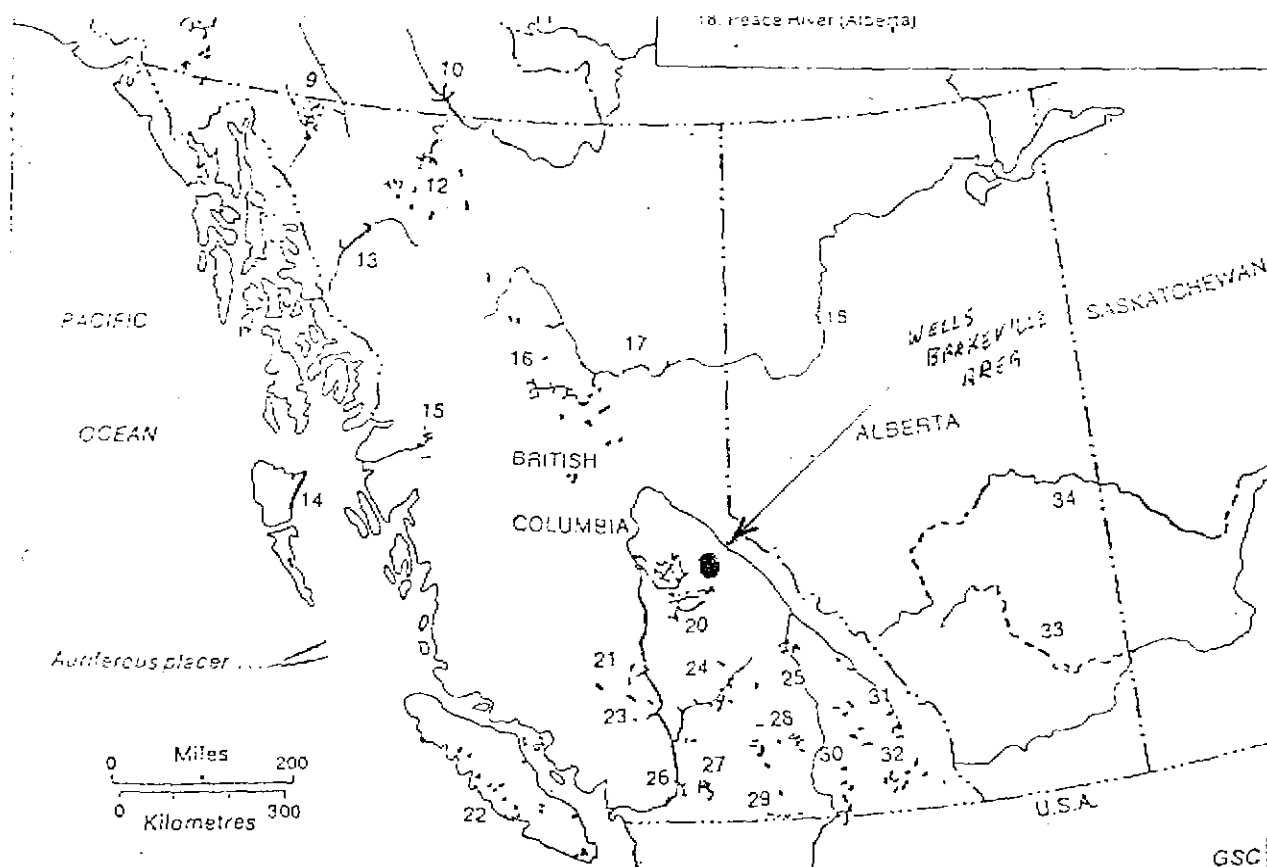 18. Peace River (Alberta)
9
10
12
13
PACIFIC
16
17
18
WELLS
BARKEVILLE
AREA
SASKATCHEWAN
15
OCEAN
ALBERTA
BRITISH
14
34
COLUMBIA
20
33
Auriferous placer
21
24
25
31
23
28
Miles
0 200
30
32
26
27
0 300
Kilometres
22
29
U.S.A.
GSC